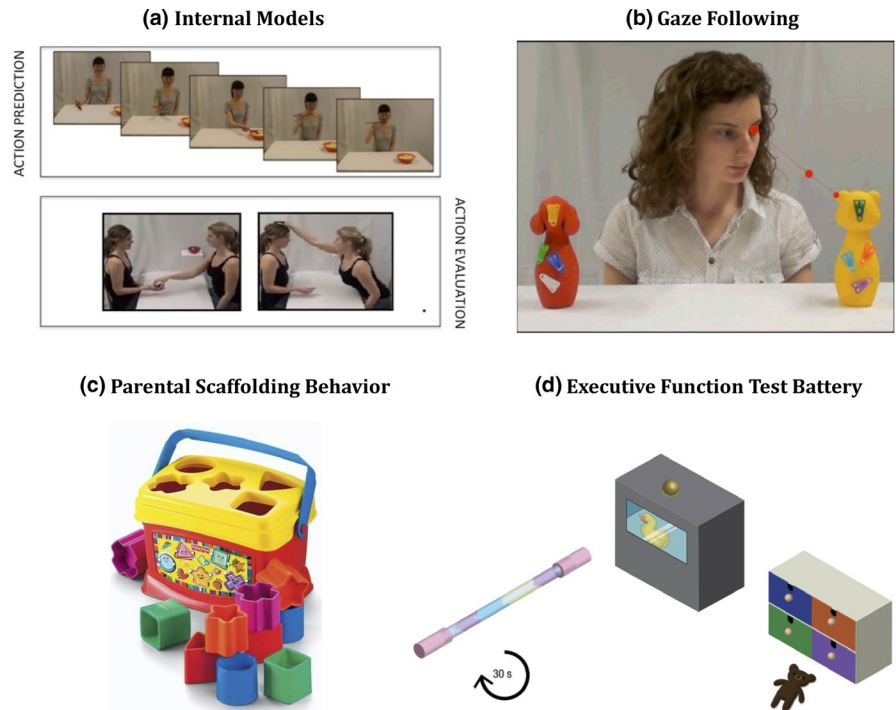 (a) Internal Models
(b) Gaze Following
ACTION PREDICTION
ACTION EVALUATION
(c) Parental Scaffolding Behavior
(d) Executive Function Test Battery
30 s